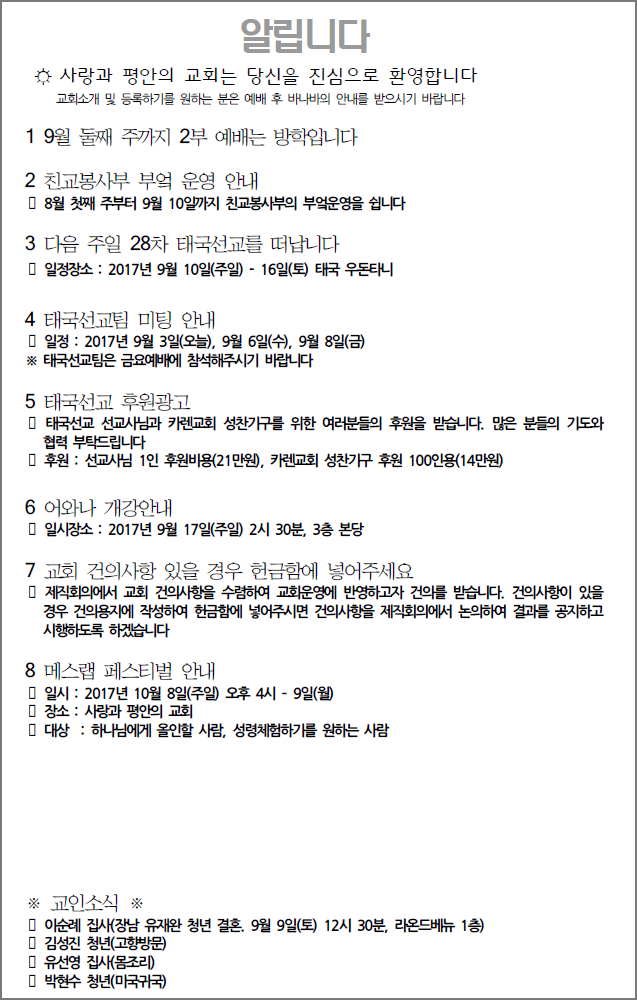 알립니다
☼ 사랑과 평안의 교회는 당신을 진심으로 환영합니다
교회소개 및 등록하기를 원하는 분은 예배 후 바나바의 안내를 받으시기 바랍니다
1 9월 둘째 주까지 2부 예배는 방학입니다
2 친교봉사부 부엌 운영 안내
▯ 8월 첫째 주부터 9월 10일까지 친교봉사부의 부엌운영을 쉽니다
3 다음 주일 28차 태국선교를 떠납니다
▯ 일정장소 : 2017년 9월 10일(주일) - 16일(토) 태국 우돈타니
4 태국선교팀 미팅 안내
▯ 일정 : 2017년 9월 3일(오늘), 9월 6일(수), 9월 8일(금)
※ 태국선교팀은 금요예배에 참석해주시기 바랍니다
5 태국선교 후원광고
▯ 태국선교 선교사님과 카렌교회 성찬기구를 위한 여러분들의 후원을 받습니다. 많은 분들의 기도와
협력 부탁드립니다
▯ 후원 : 선교사님 1인 후원비용(21만원), 카렌교회 성찬기구 후원 100인용(14만원)
6 어와나 개강안내
▯ 일시장소 : 2017년 9월 17일(주일) 2시 30분, 3층 본당
7 교회 건의사항 있을 경우 헌금함에 넣어주세요
▯ 제직회의에서 교회 건의사항을 수렴하여 교회운영에 반영하고자 건의를 받습니다. 건의사항이 있을
경우 건의용지에 작성하여 헌금함에 넣어주시면 건의사항을 제직회의에서 논의하여 결과를 공지하고
시행하도록 하겠습니다
8 메스랩 페스티벌 안내
▯ 일시 : 2017년 10월 8일(주일) 오후 4시 - 9일(월)
▯ 장소 : 사랑과 평안의 교회
▯ 대상 : 하나님에게 올인할 사람, 성령체험하기를 원하는 사람
※ 교인소식 ※
▯ 이순례 집사(장남 유재완 청년 결혼. 9월 9일(토) 12시 30분, 라온드베뉴 1층)
▯ 김성진 청년(고향방문)
▯ 유선영 집사(몸조리)
▯ 박현수 청년(미국귀국)